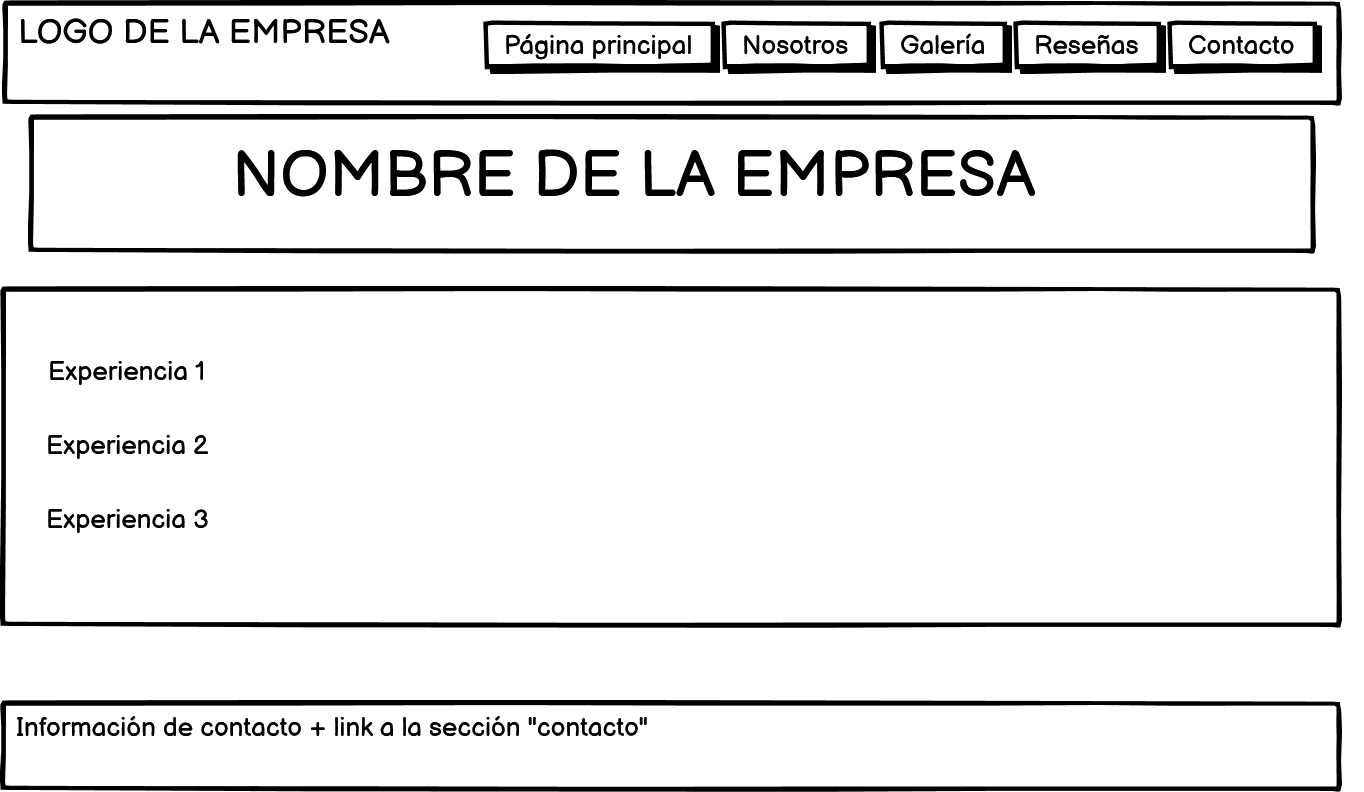 LOGO DE LA EMPRESA
Página principal
Nosotros
Galería
Reseñas
Contacto
NOMBRE DE LA EMPRESA
Experiencia 1
Experiencia 2
Experiencia 3
Información de contacto + link a la sección "contacto"